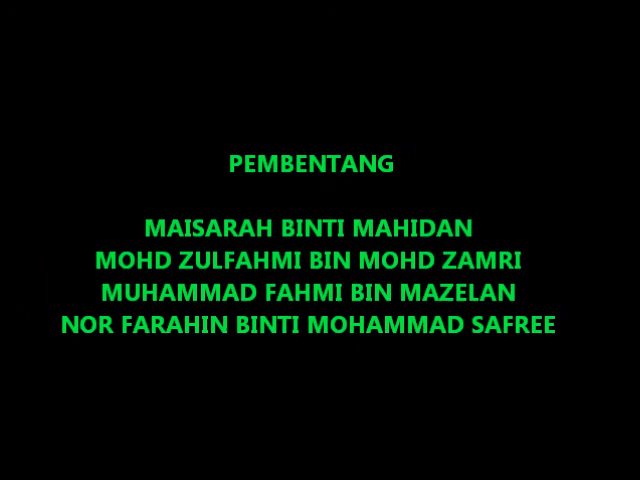 PEMBENTANG
MAISARAH BINTI MAHIDAN
MOHD ZULFAHMI BIN MOHD ZAMRI
MUHAMMAD FAHMI BIN MAZELAN
NOR FARAHIN BINTI MOHAMMAD SAFREE